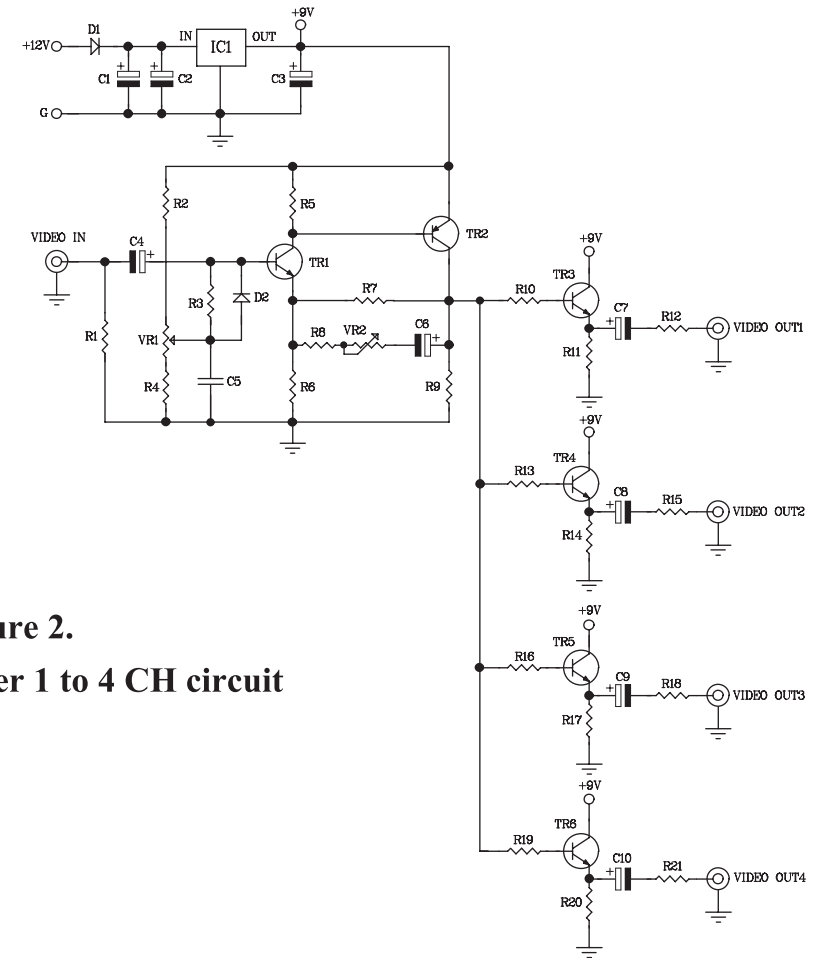 +9V
D1
+12V
IN
IC1
OUT
C1
C2
C3
G
R2
R5
TR2
+9V
VIDEO IN
C4
TR1
TR3
R10
C7
R12
VIDEO OUT1
R3
D2
R7
R1
VR1
R8
VR2
C6
R11
R4
C5
R6
R9
+9V
TR4
R13
C8
R15
VIDEO OUT2
R14
+9V
ure 2.
TR5
R16
C9
R18
er 1 to 4 CH circuit
VIDEO OUT3
R17
+9V
TR6
R19
C10
R21
VIDEO OUT4
R20